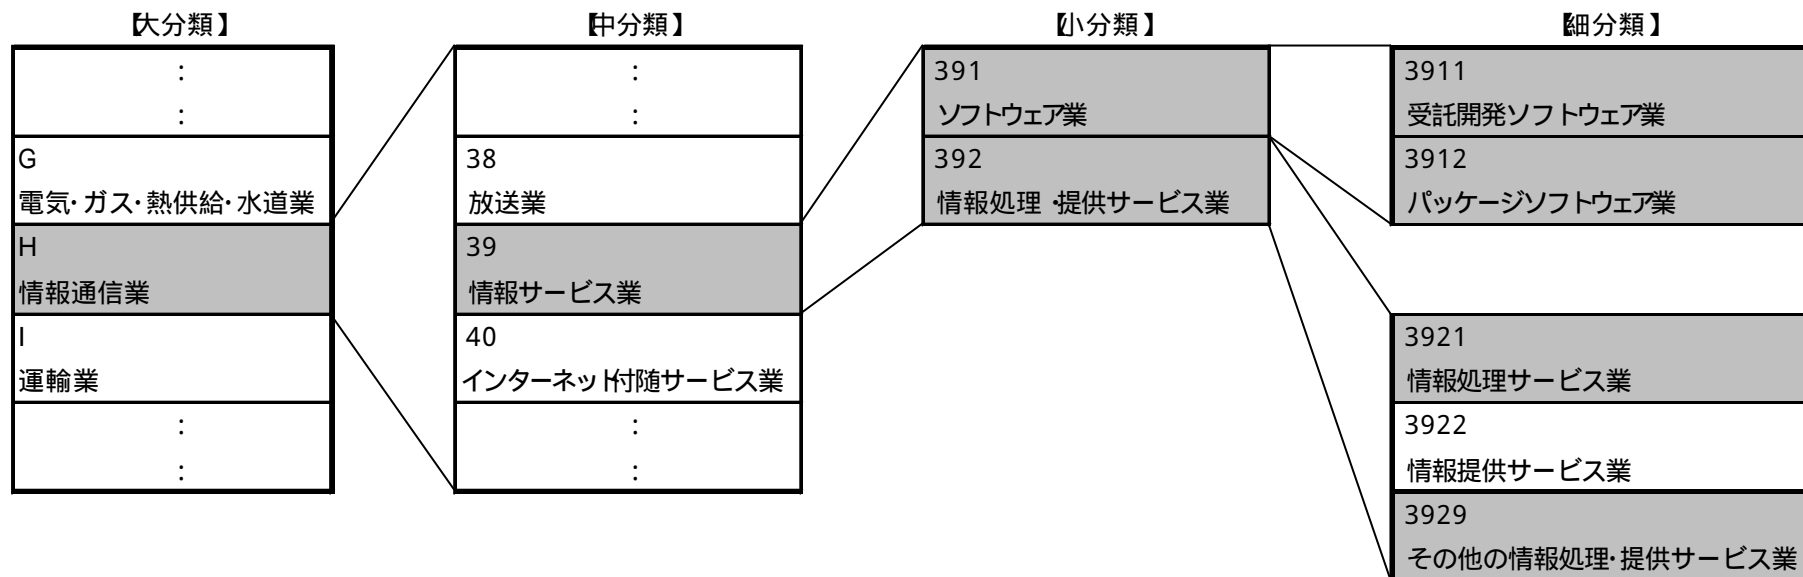 【大分類】
：
：
G
電気・ガス・熱供給・水道業
H
情報通信業
I
運輸業
：
：
【中分類】
：
：
38
放送業
39
情報サービス業
40
インターネット付随サービス業
：
：
【小分類】
391
ソフトウェア業
392
情報処理・提供サービス業
【細分類】
3911
受託開発ソフトウェア業
3912
パッケージソフトウェア業
3921
情報処理サービス業
3922
情報提供サービス業
3929
その他の情報処理・提供サービス業